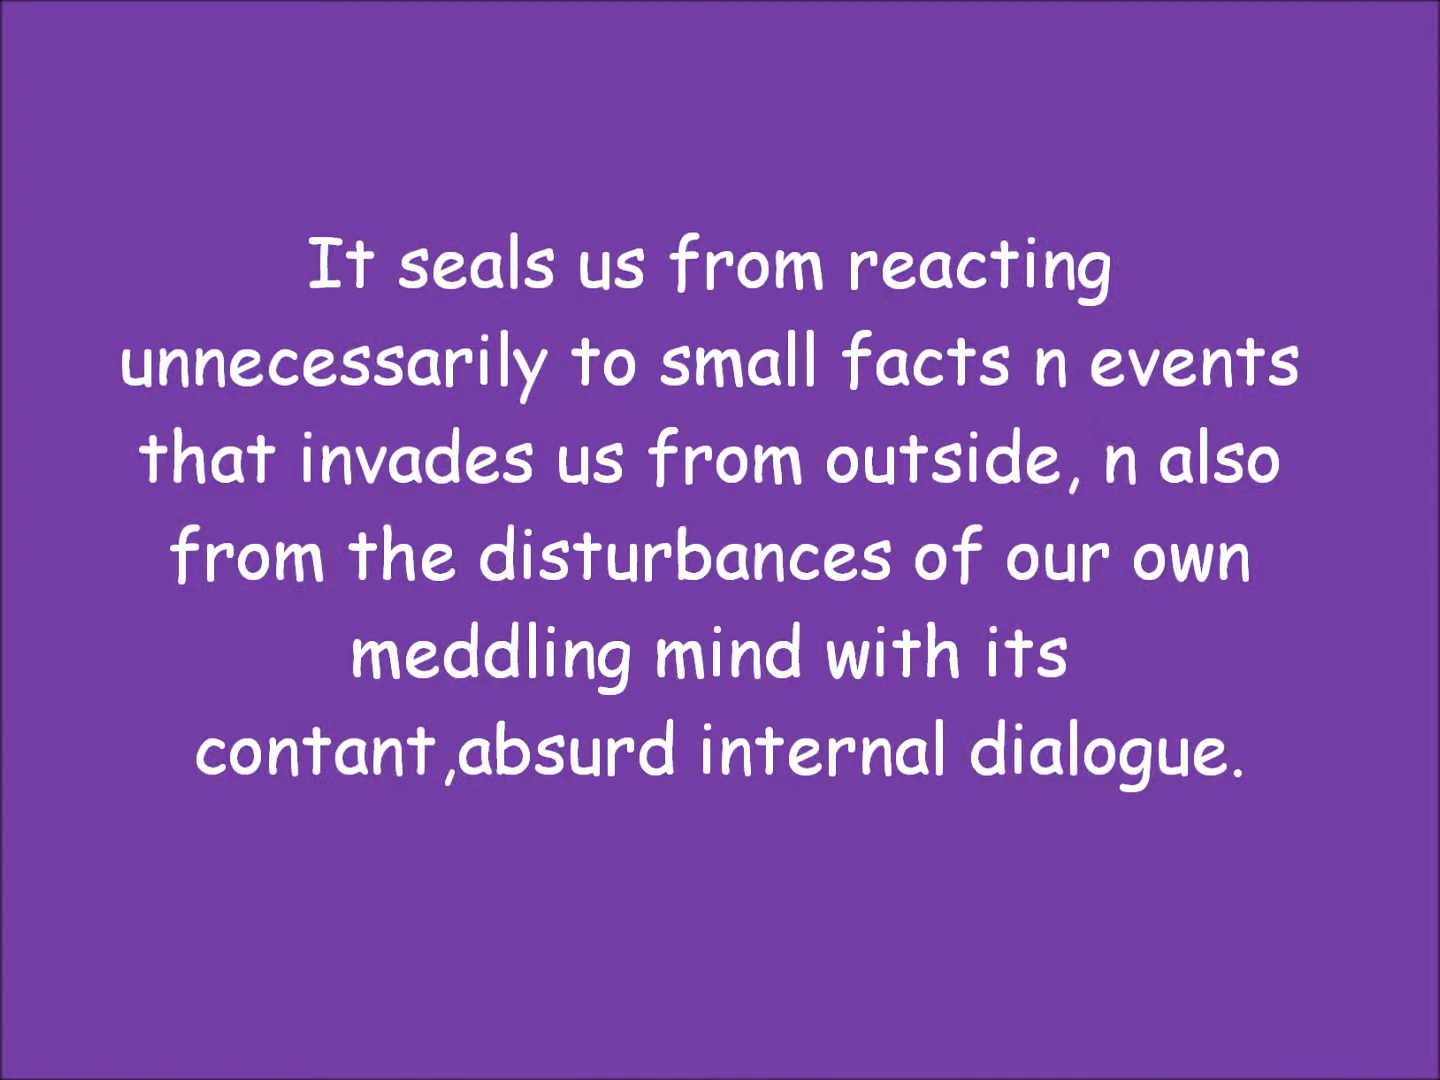 It seals us from reacting
unnecessarily to small facts n events
that invades us from outside, n also
from the disturbances of our own
meddling mind with its
contant,absurd internal dialogue.